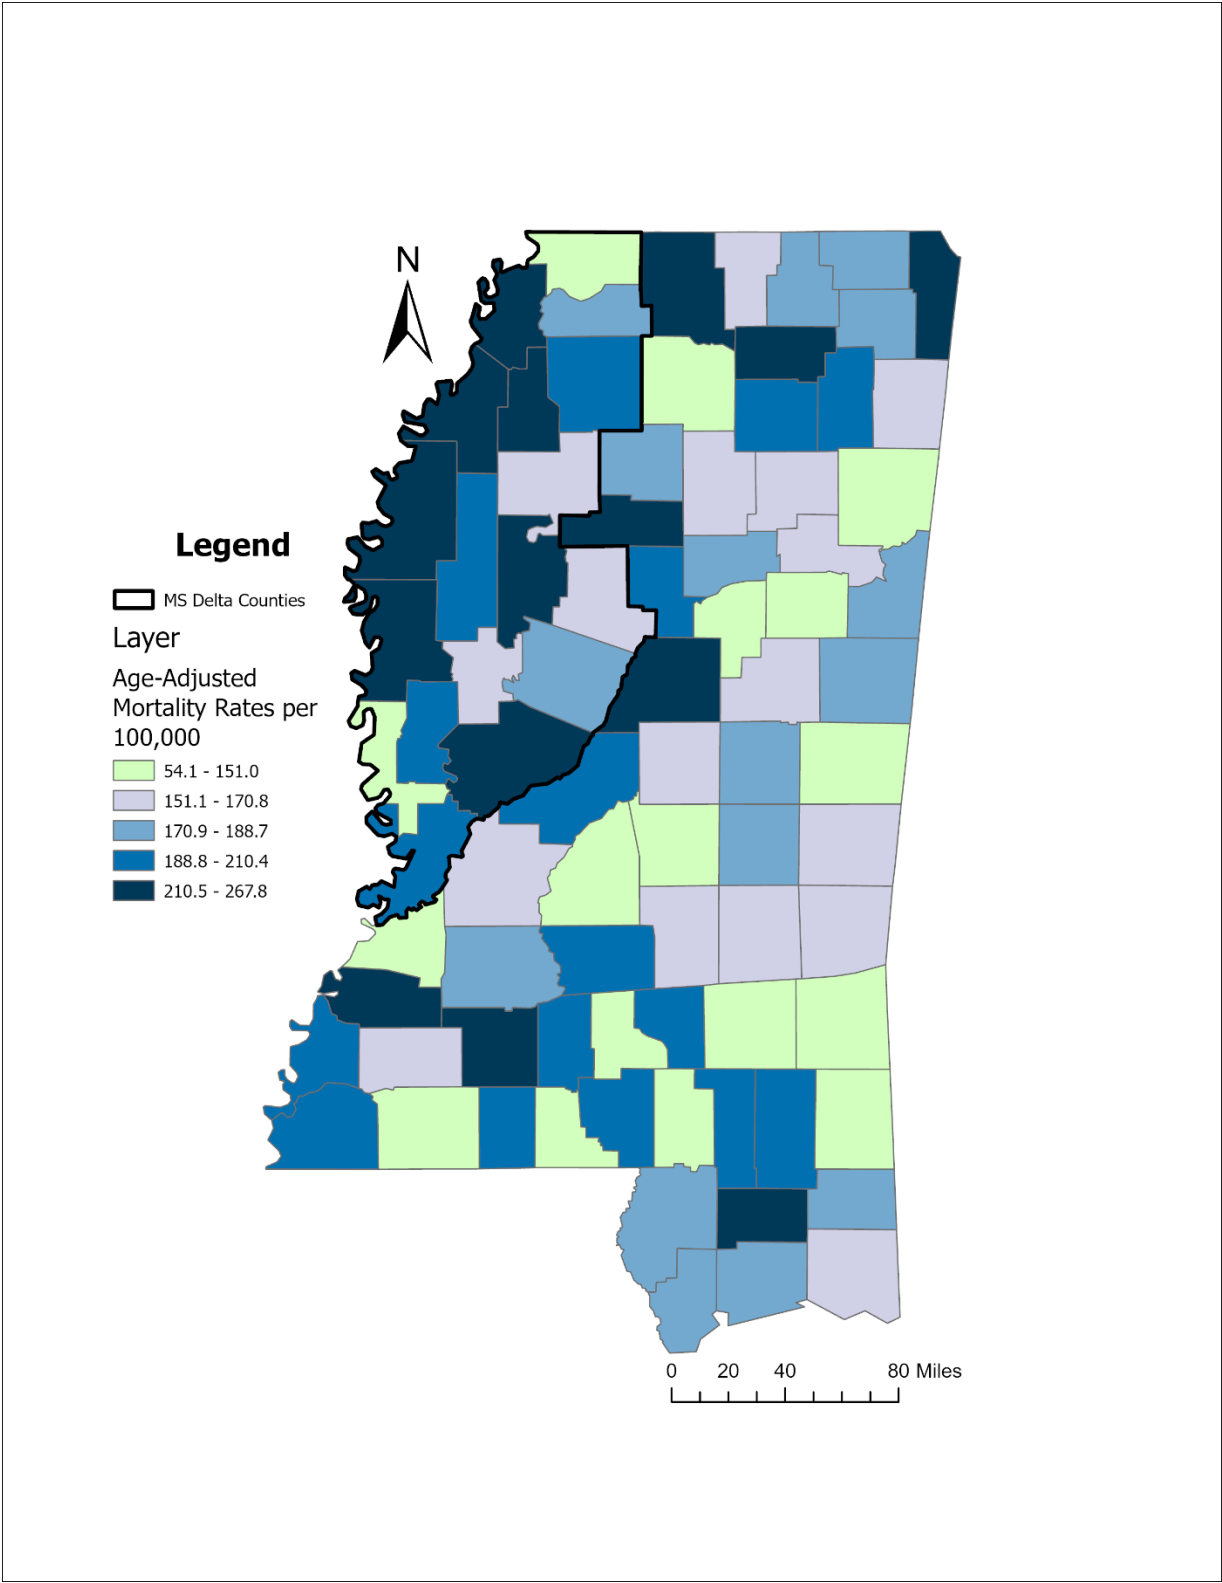 N
Legend
MS Delta Counties
Layer
Age-Adjusted
Mortality Rates per
100,000
54.1 - 151.0
151.1 - 170.8
170.9 - 188.7
188.8 - 210.4
210.5 - 267.8
0 20 40 80 Miles